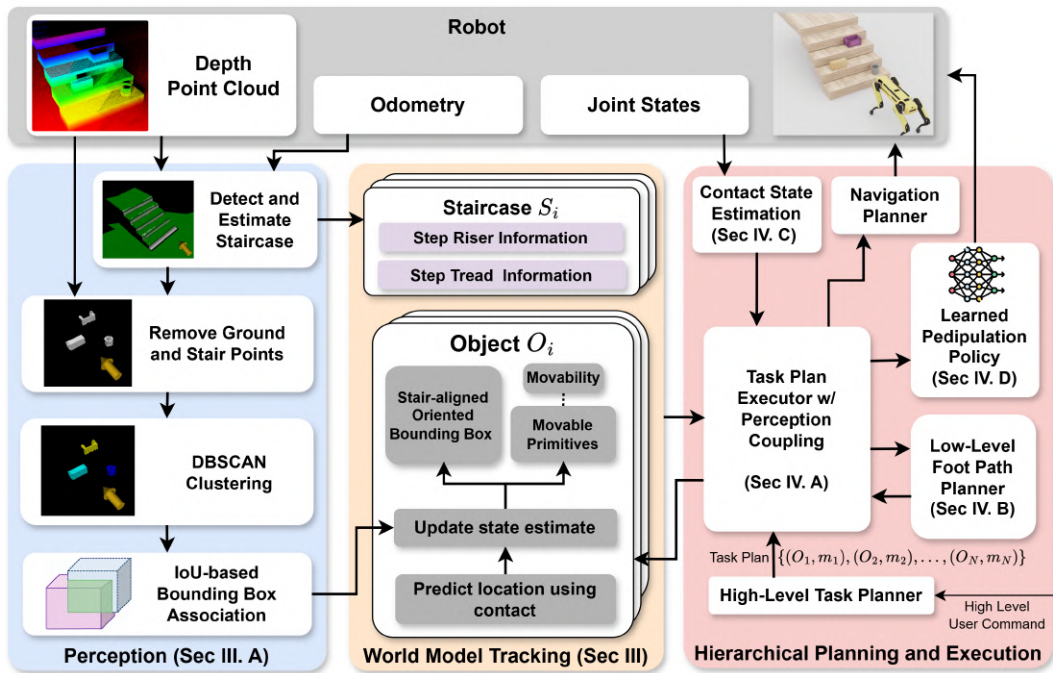 Robot
Depth
Point Cloud
Odometry
Joint States
Detect and
Estimate
Staircase
Remove Ground
and Stair Points
DBSCAN
Clustering
IoU-based
Bounding Box
Association
Perception (Sec III. A)
Staircase S_i
Step Riser Information
Step Tread Information
Object O_i
Stair-aligned
Oriented
Bounding Box
Movability
Movable
Primitives
Update state estimate
Predict location using
contact
World Model Tracking (Sec III)
Contact State
Estimation
(Sec IV. C)
Navigation
Planner
Learned
Pedipulation
Policy
(Sec IV. D)
Task Plan
Executor w/
Perception
Coupling
(Sec IV. A)
Low-Level
Foot Path
Planner
(Sec IV. B)
Task Plan {(O_1, m_1), (O_2, m_2), . . . , (O_N, m_N)}
High-Level Task Planner
High Level
User Command
Hierarchical Planning and Execution